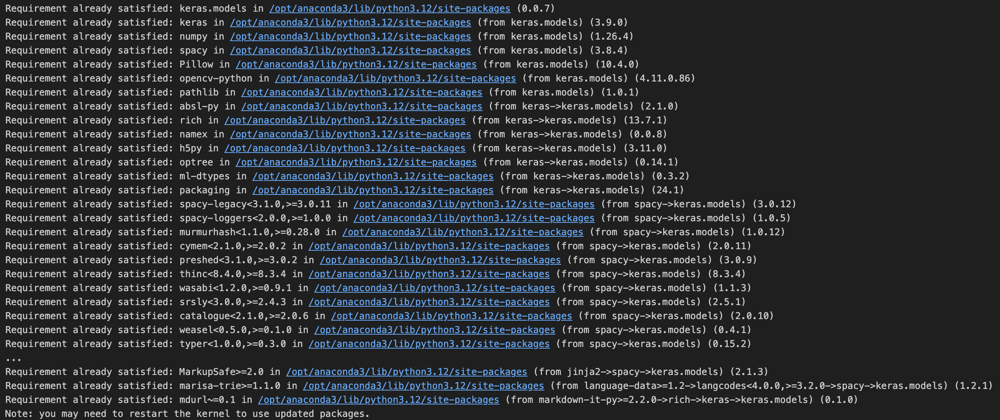 Requirement already satisfied: keras.models in /opt/anaconda3/lib/python3.12/site-packages (0.0.7)
Requirement already satisfied: keras in /opt/anaconda3/lib/python3.12/site-packages (from keras.models) (3.9.0)
Requirement already satisfied: numpy in /opt/anaconda3/lib/python3.12/site-packages (from keras.models) (1.26.4)
Requirement already satisfied: spacy in /opt/anaconda3/lib/python3.12/site-packages (from keras.models) (3.8.4)
Requirement already satisfied: Pillow in /opt/anaconda3/lib/python3.12/site-packages (from keras.models) (10.4.0)
Requirement already satisfied: opencv-python in /opt/anaconda3/lib/python3.12/site-packages (from keras.models) (4.11.0.86)
Requirement already satisfied: pathlib in /opt/anaconda3/lib/python3.12/site-packages (from keras.models) (1.0.1)
Requirement already satisfied: absl-py in /opt/anaconda3/lib/python3.12/site-packages (from keras->keras.models) (2.1.0)
Requirement already satisfied: rich in /opt/anaconda3/lib/python3.12/site-packages (from keras->keras.models) (13.7.1)
Requirement already satisfied: namex in /opt/anaconda3/lib/python3.12/site-packages (from keras->keras.models) (0.0.8)
Requirement already satisfied: h5py in /opt/anaconda3/lib/python3.12/site-packages (from keras->keras.models) (3.11.0)
Requirement already satisfied: optree in /opt/anaconda3/lib/python3.12/site-packages (from keras->keras.models) (0.14.1)
Requirement already satisfied: ml-dtypes in /opt/anaconda3/lib/python3.12/site-packages (from keras->keras.models) (0.3.2)
Requirement already satisfied: packaging in /opt/anaconda3/lib/python3.12/site-packages (from keras->keras.models) (24.1)
Requirement already satisfied: spacy-legacy<3.1.0,>=3.0.11 in /opt/anaconda3/lib/python3.12/site-packages (from spacy->keras.models) (3.0.12)
Requirement already satisfied: spacy-loggers<2.0.0,>=1.0.0 in /opt/anaconda3/lib/python3.12/site-packages (from spacy->keras.models) (1.0.5)
Requirement already satisfied: murmurhash<1.1.0,>=0.28.0 in /opt/anaconda3/lib/python3.12/site-packages (from spacy->keras.models) (1.0.12)
Requirement already satisfied: cymem<2.1.0,>=2.0.2 in /opt/anaconda3/lib/python3.12/site-packages (from spacy->keras.models) (2.0.11)
Requirement already satisfied: preshed<3.1.0,>=3.0.2 in /opt/anaconda3/lib/python3.12/site-packages (from spacy->keras.models) (3.0.9)
Requirement already satisfied: thinc<8.4.0,>=8.3.4 in /opt/anaconda3/lib/python3.12/site-packages (from spacy->keras.models) (8.3.4)
Requirement already satisfied: wasabi<1.2.0,>=0.9.1 in /opt/anaconda3/lib/python3.12/site-packages (from spacy->keras.models) (1.1.3)
Requirement already satisfied: srsly<3.0.0,>=2.4.3 in /opt/anaconda3/lib/python3.12/site-packages (from spacy->keras.models) (2.5.1)
Requirement already satisfied: catalogue<2.1.0,>=2.0.6 in /opt/anaconda3/lib/python3.12/site-packages (from spacy->keras.models) (2.0.10)
Requirement already satisfied: weasel<0.5.0,>=0.1.0 in /opt/anaconda3/lib/python3.12/site-packages (from spacy->keras.models) (0.4.1)
Requirement already satisfied: typer<1.0.0,>=0.3.0 in /opt/anaconda3/lib/python3.12/site-packages (from spacy->keras.models) (0.15.2)
...
Requirement already satisfied: MarkupSafe>=2.0 in /opt/anaconda3/lib/python3.12/site-packages (from jinja2->spacy->keras.models) (2.1.3)
Requirement already satisfied: marisa-trie>=1.1.0 in /opt/anaconda3/lib/python3.12/site-packages (from language-data>=1.2->langcodes<4.0.0,>=3.2.0->spacy->keras.models) (1.2.1)
Requirement already satisfied: mdurl~=0.1 in /opt/anaconda3/lib/python3.12/site-packages (from markdown-it-py>=2.2.0->rich->keras->keras.models) (0.1.0)
Note: you may need to restart the kernel to use updated packages.